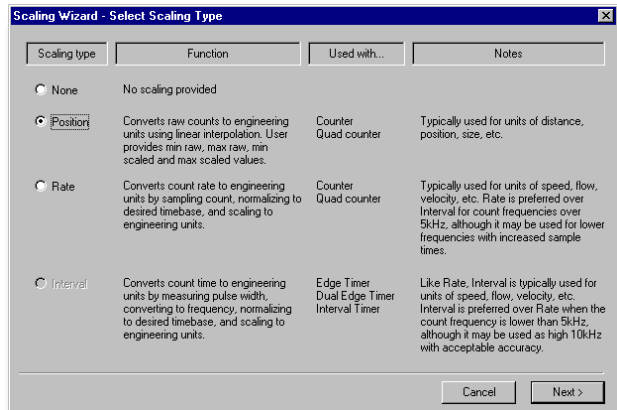 Scaling Wizard - Select Scaling Type
Scaling type
Function
Used with...
Notes
None
No scaling provided
Position
Converts raw counts to engineering
units using linear interpolation. User
provides min raw, max raw, min
scaled and max scaled values.
Counter
Quad counter
Typically used for units of distance,
position, size, etc.
Rate
Converts count rate to engineering
units by sampling count, normalizing to
desired timebase, and scaling to
engineering units.
Counter
Quad counter
Typically used for units of speed, flow,
velocity, etc. Rate is preferred over
Interval for count frequencies over
5kHz, although it may be used for lower
frequencies with increased sample
times.
Interval
Converts count time to engineering
units by measuring pulse width,
converting to frequency, normalizing
to desired timebase, and scaling to
engineering units.
Edge Timer
Dual Edge Timer
Interval Timer
Like Rate, Interval is typically used for
units of speed, flow, velocity, etc.
Interval is preferred over Rate when the
count frequency is lower than 5kHz,
although it may be used as high 10kHz
with acceptable accuracy.
Cancel
Next >